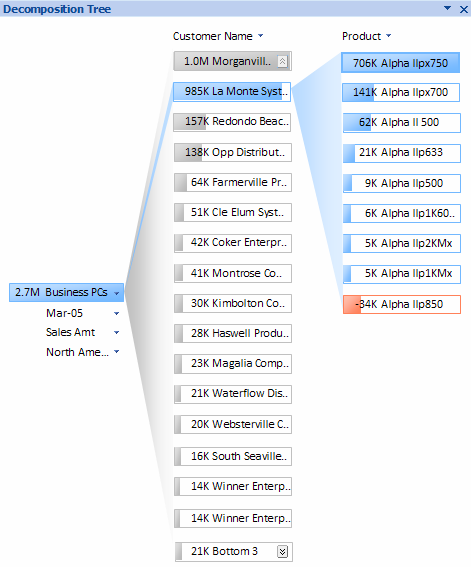 Decomposition Tree
Customer Name
Product
1.0M Morganvill..
985K La Monte Syst..
157K Redondo Beac..
138K Opp Distribut..
64K Farmerville Pr..
51K Cle Elum Syst..
42K Coker Enterpr..
41K Montrose Co..
30K Kimbolton Co..
28K Haswell Produ..
23K Magalia Comp..
21K Waterflow Dis..
20K Websterville C..
16K South Seaville..
14K Winner Enterp..
14K Winner Enterp..
21K Bottom 3
706K Alpha IIpx750
141K Alpha IIpx700
62K Alpha II 500
21K Alpha IIp633
9K Alpha IIp500
6K Alpha IIp1K60..
5K Alpha IIp2KMx
5K Alpha IIp1KMx
-34K Alpha IIp850
2.7M Business PCs
Mar-05
Sales Amt
North Ame...